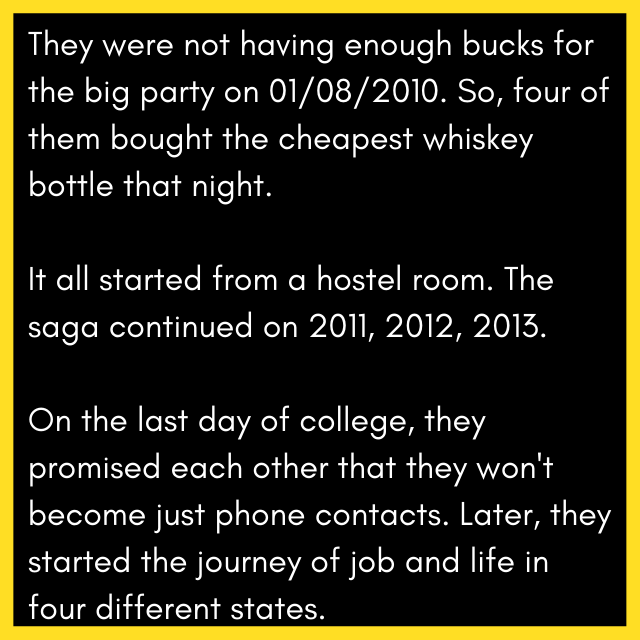 They were not having enough bucks for
the big party on 01/08/2010. So, four of
them bought the cheapest whiskey
bottle that night.
It all started from a hostel room. The
saga continued on 2011, 2012, 2013.
On the last day of college, they
promised each other that they won't
become just phone contacts. Later, they
started the journey of job and life in
four different states.